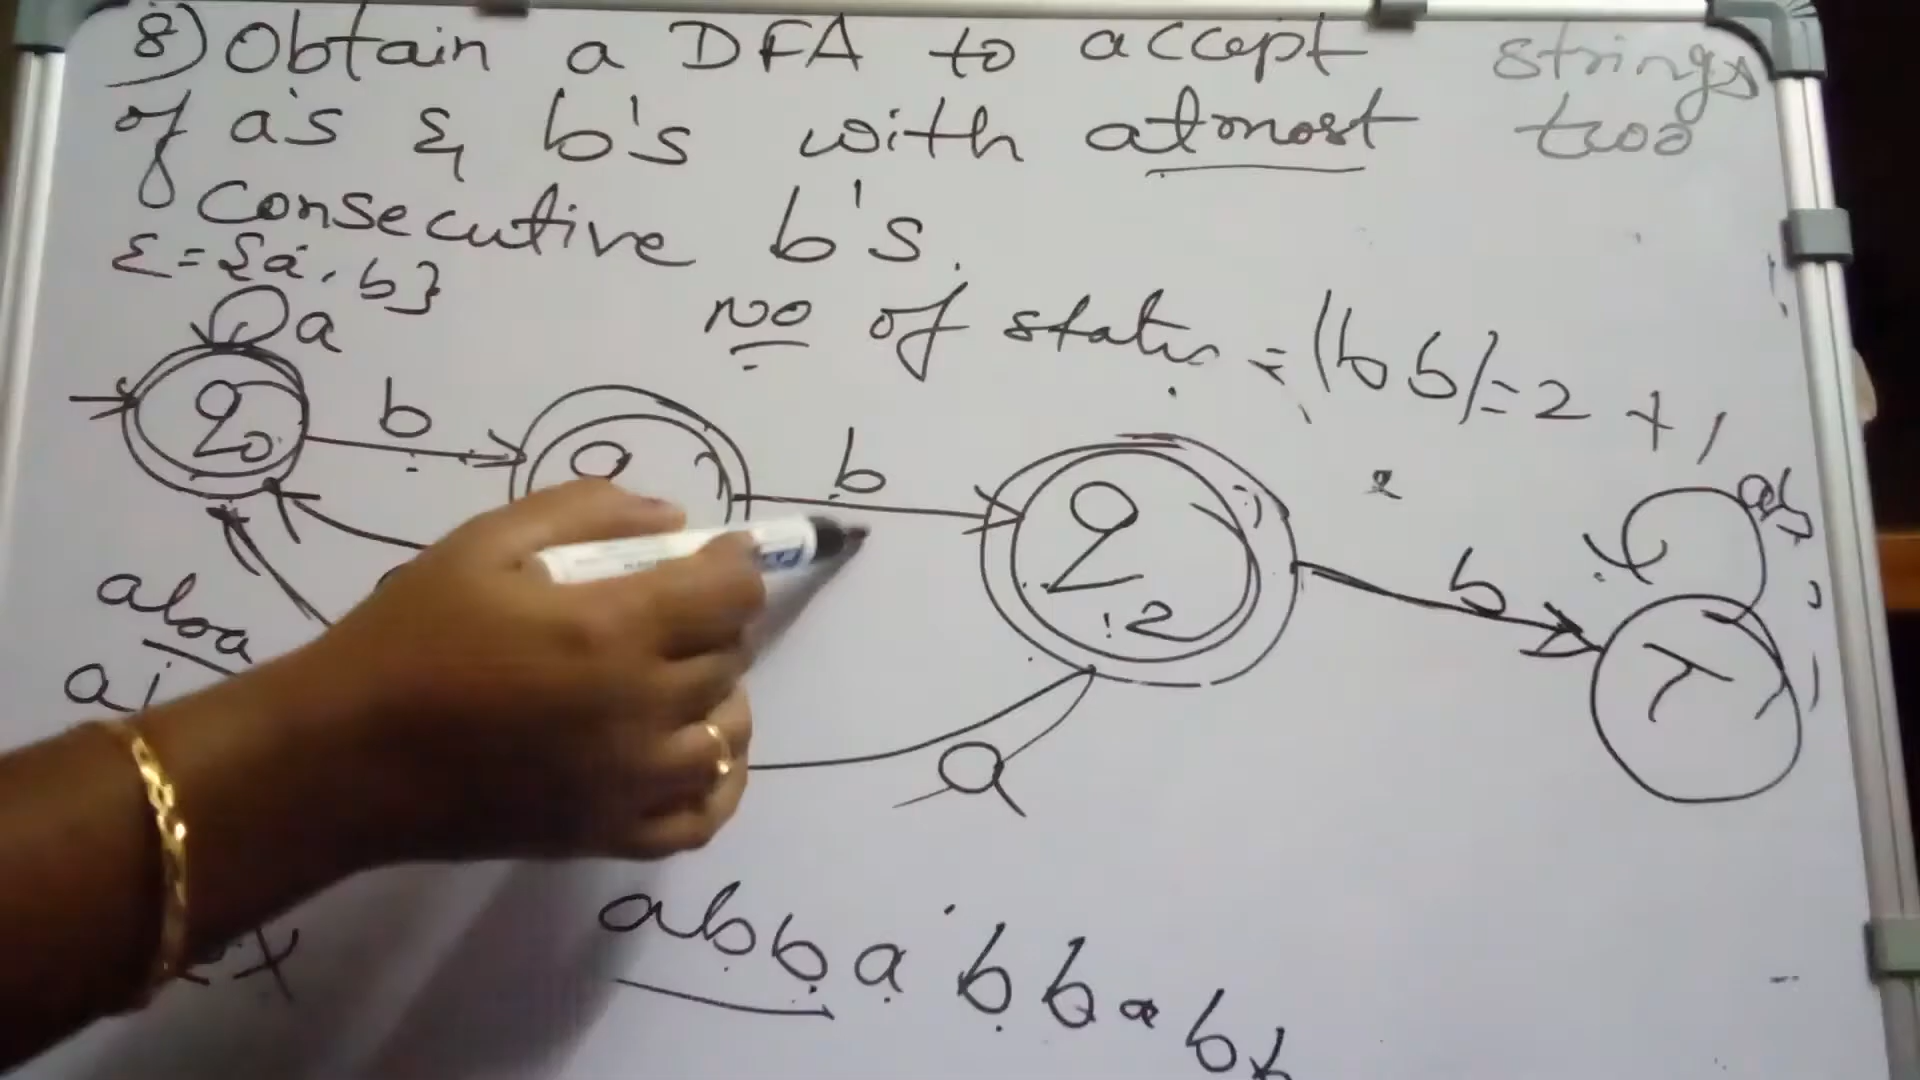 8) Obtain a DFA to accept strings
of a's & b's with atmost two
consecutive b's.
Σ = {a, b}
no of states = |bb| = 2 + 1
a
q0
b
b
q2
b
a,b
T
aba
a
abbabbabb